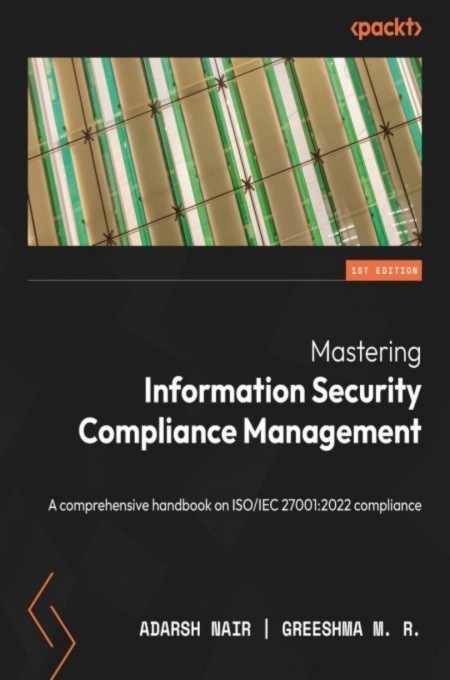 <packt>
1ST EDITION
Mastering
Information Security
Compliance Management
A comprehensive handbook on ISO/IEC 27001:2022 compliance
ADARSH NAIR | GREESHMA M. R.